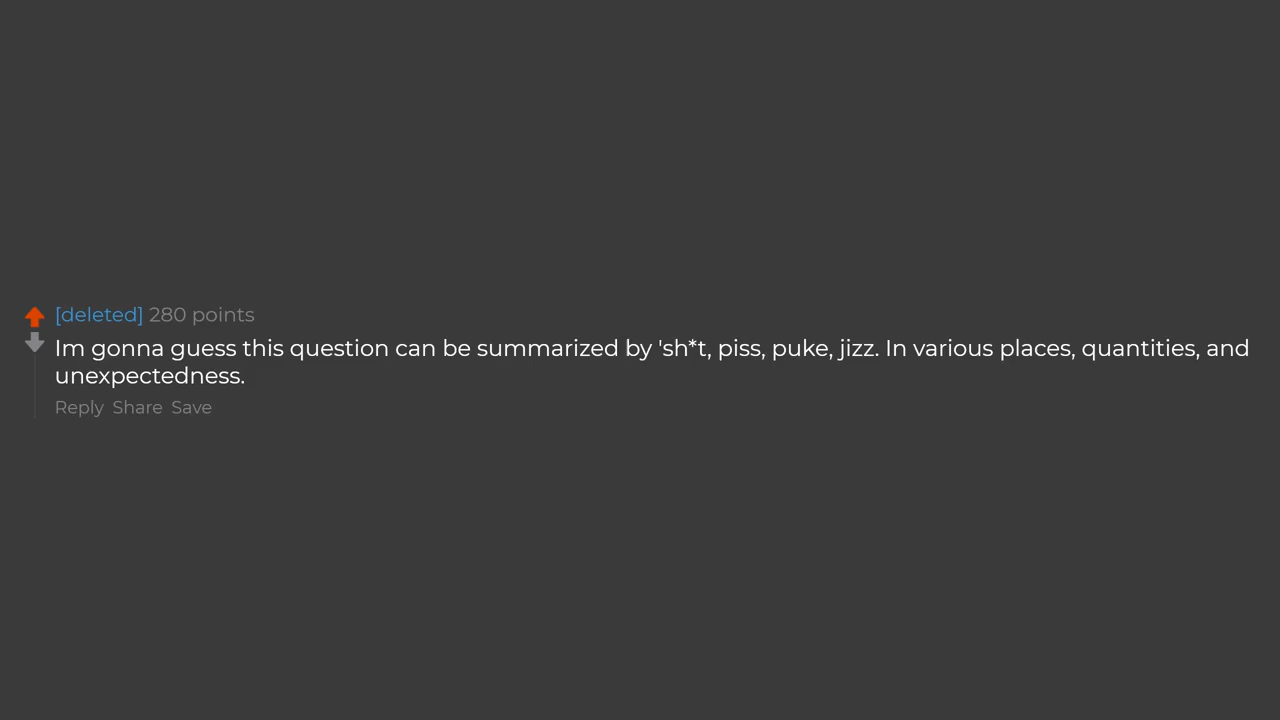 [deleted] 280 points
Im gonna guess this question can be summarized by 'sh*t, piss, puke, jizz. In various places, quantities, and
unexpectedness.
Reply Share Save